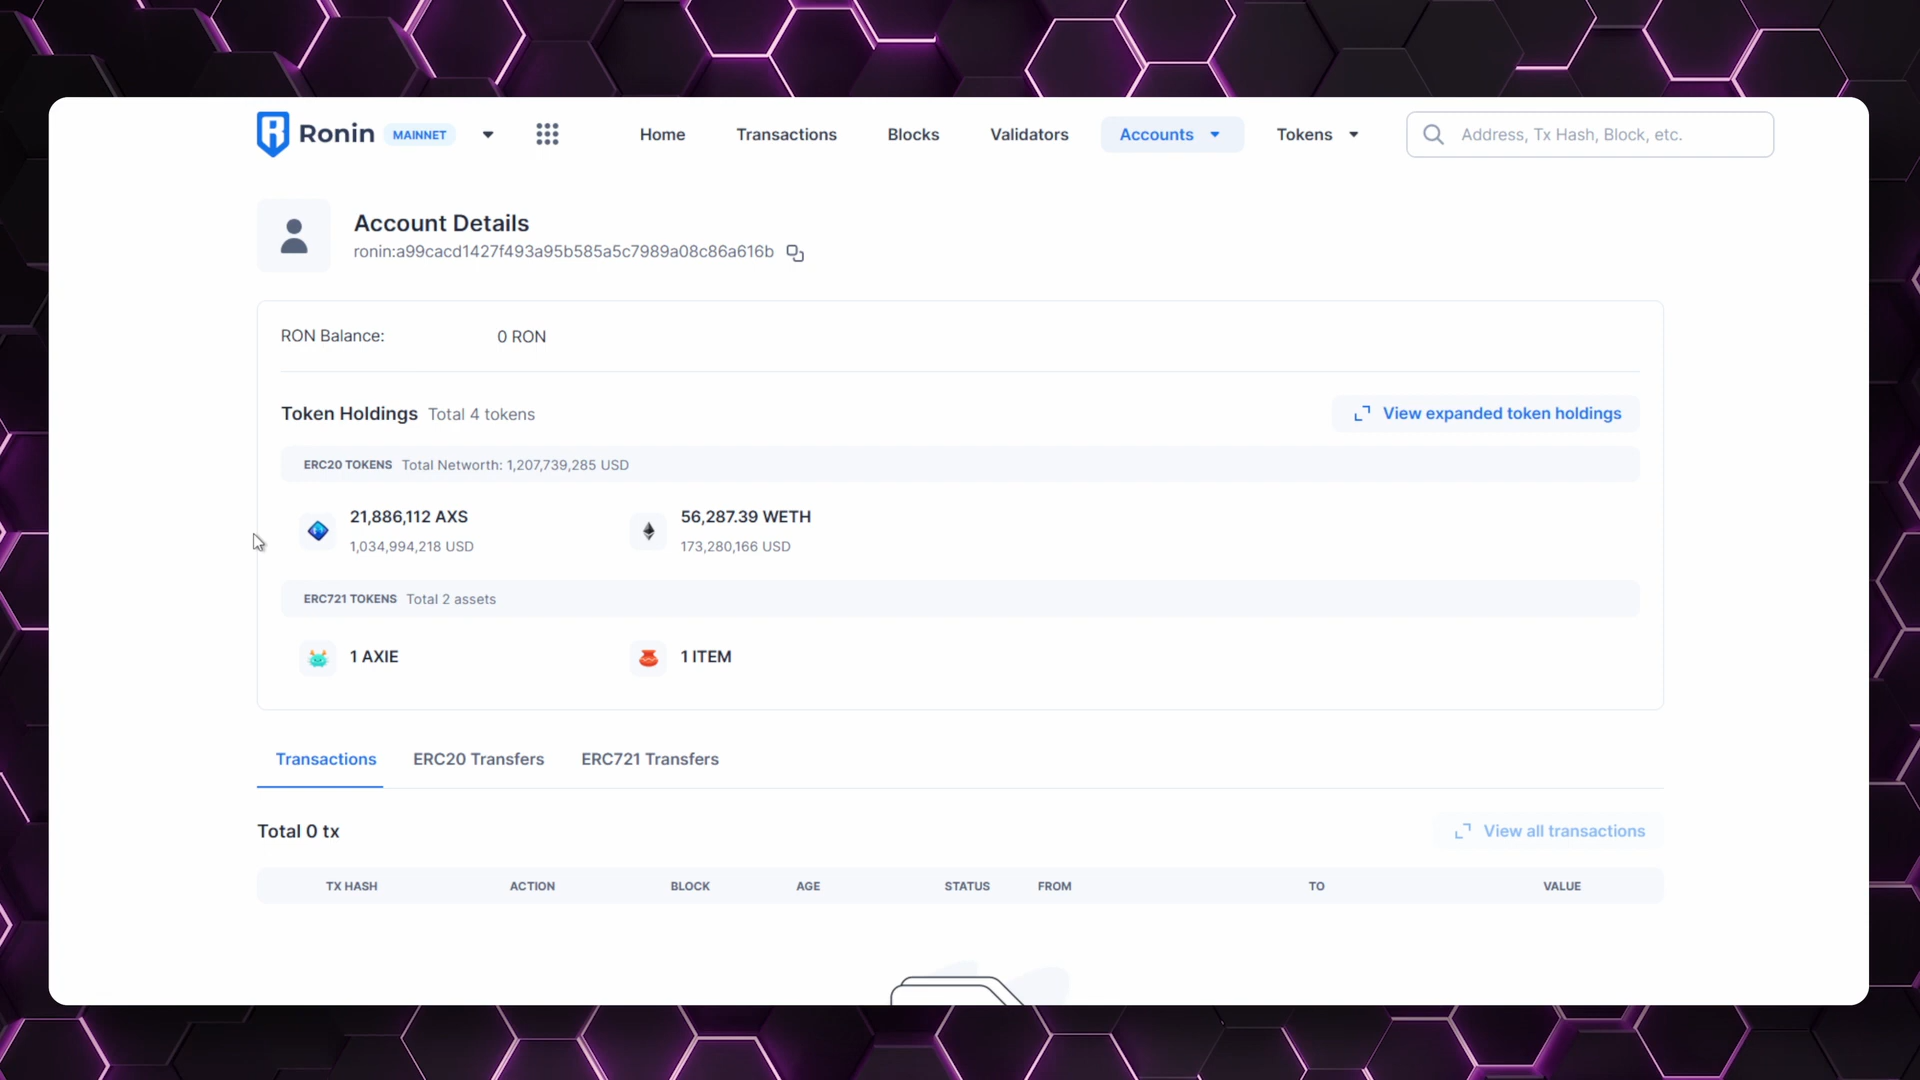 Ronin MAINNET Home Transactions Blocks Validators Accounts Tokens Address, Tx Hash, Block, etc.
Account Details
ronin:a99cacd1427f493a95b585a5c7989a08c86a616b
RON Balance: 0 RON
Token Holdings Total 4 tokens View expanded token holdings
ERC20 TOKENS Total Networth: 1,207,739,285 USD
21,886,112 AXS 56,287.39 WETH
1,034,994,218 USD 173,280,166 USD
ERC721 TOKENS Total 2 assets
1 AXIE 1 ITEM
Transactions ERC20 Transfers ERC721 Transfers
Total 0 tx View all transactions
TX HASH ACTION BLOCK AGE STATUS FROM TO VALUE